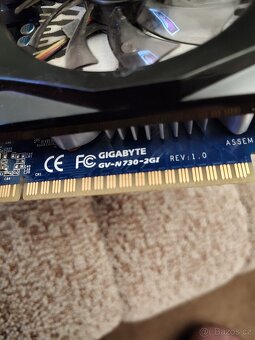 ASSEM
CE FC GIGABYTE
GV-N730-2GI REV:1.0